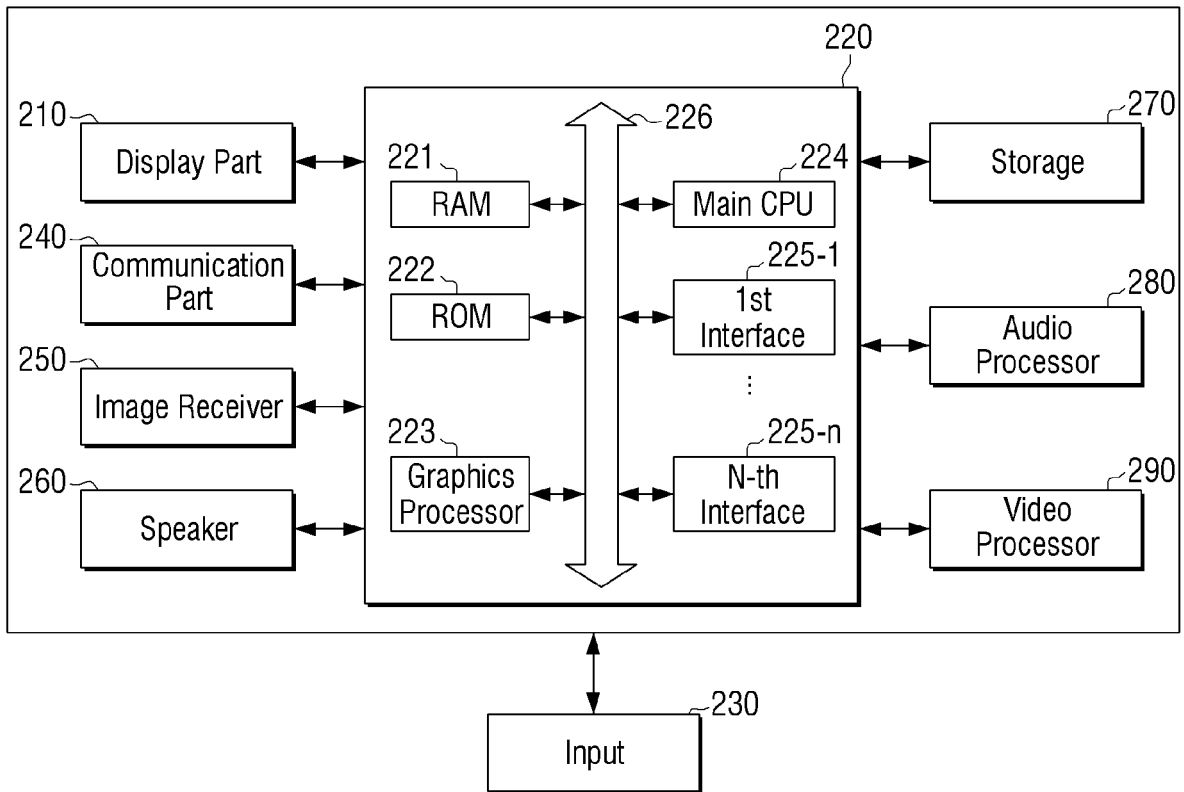 220
210
Display Part
226
270
Storage
221
RAM
224
Main CPU
240
Communication
Part
222
ROM
225-1
1st
Interface
280
Audio
Processor
250
Image Receiver
⋮
223
Graphics
Processor
225-n
N-th
Interface
260
Speaker
290
Video
Processor
230
Input